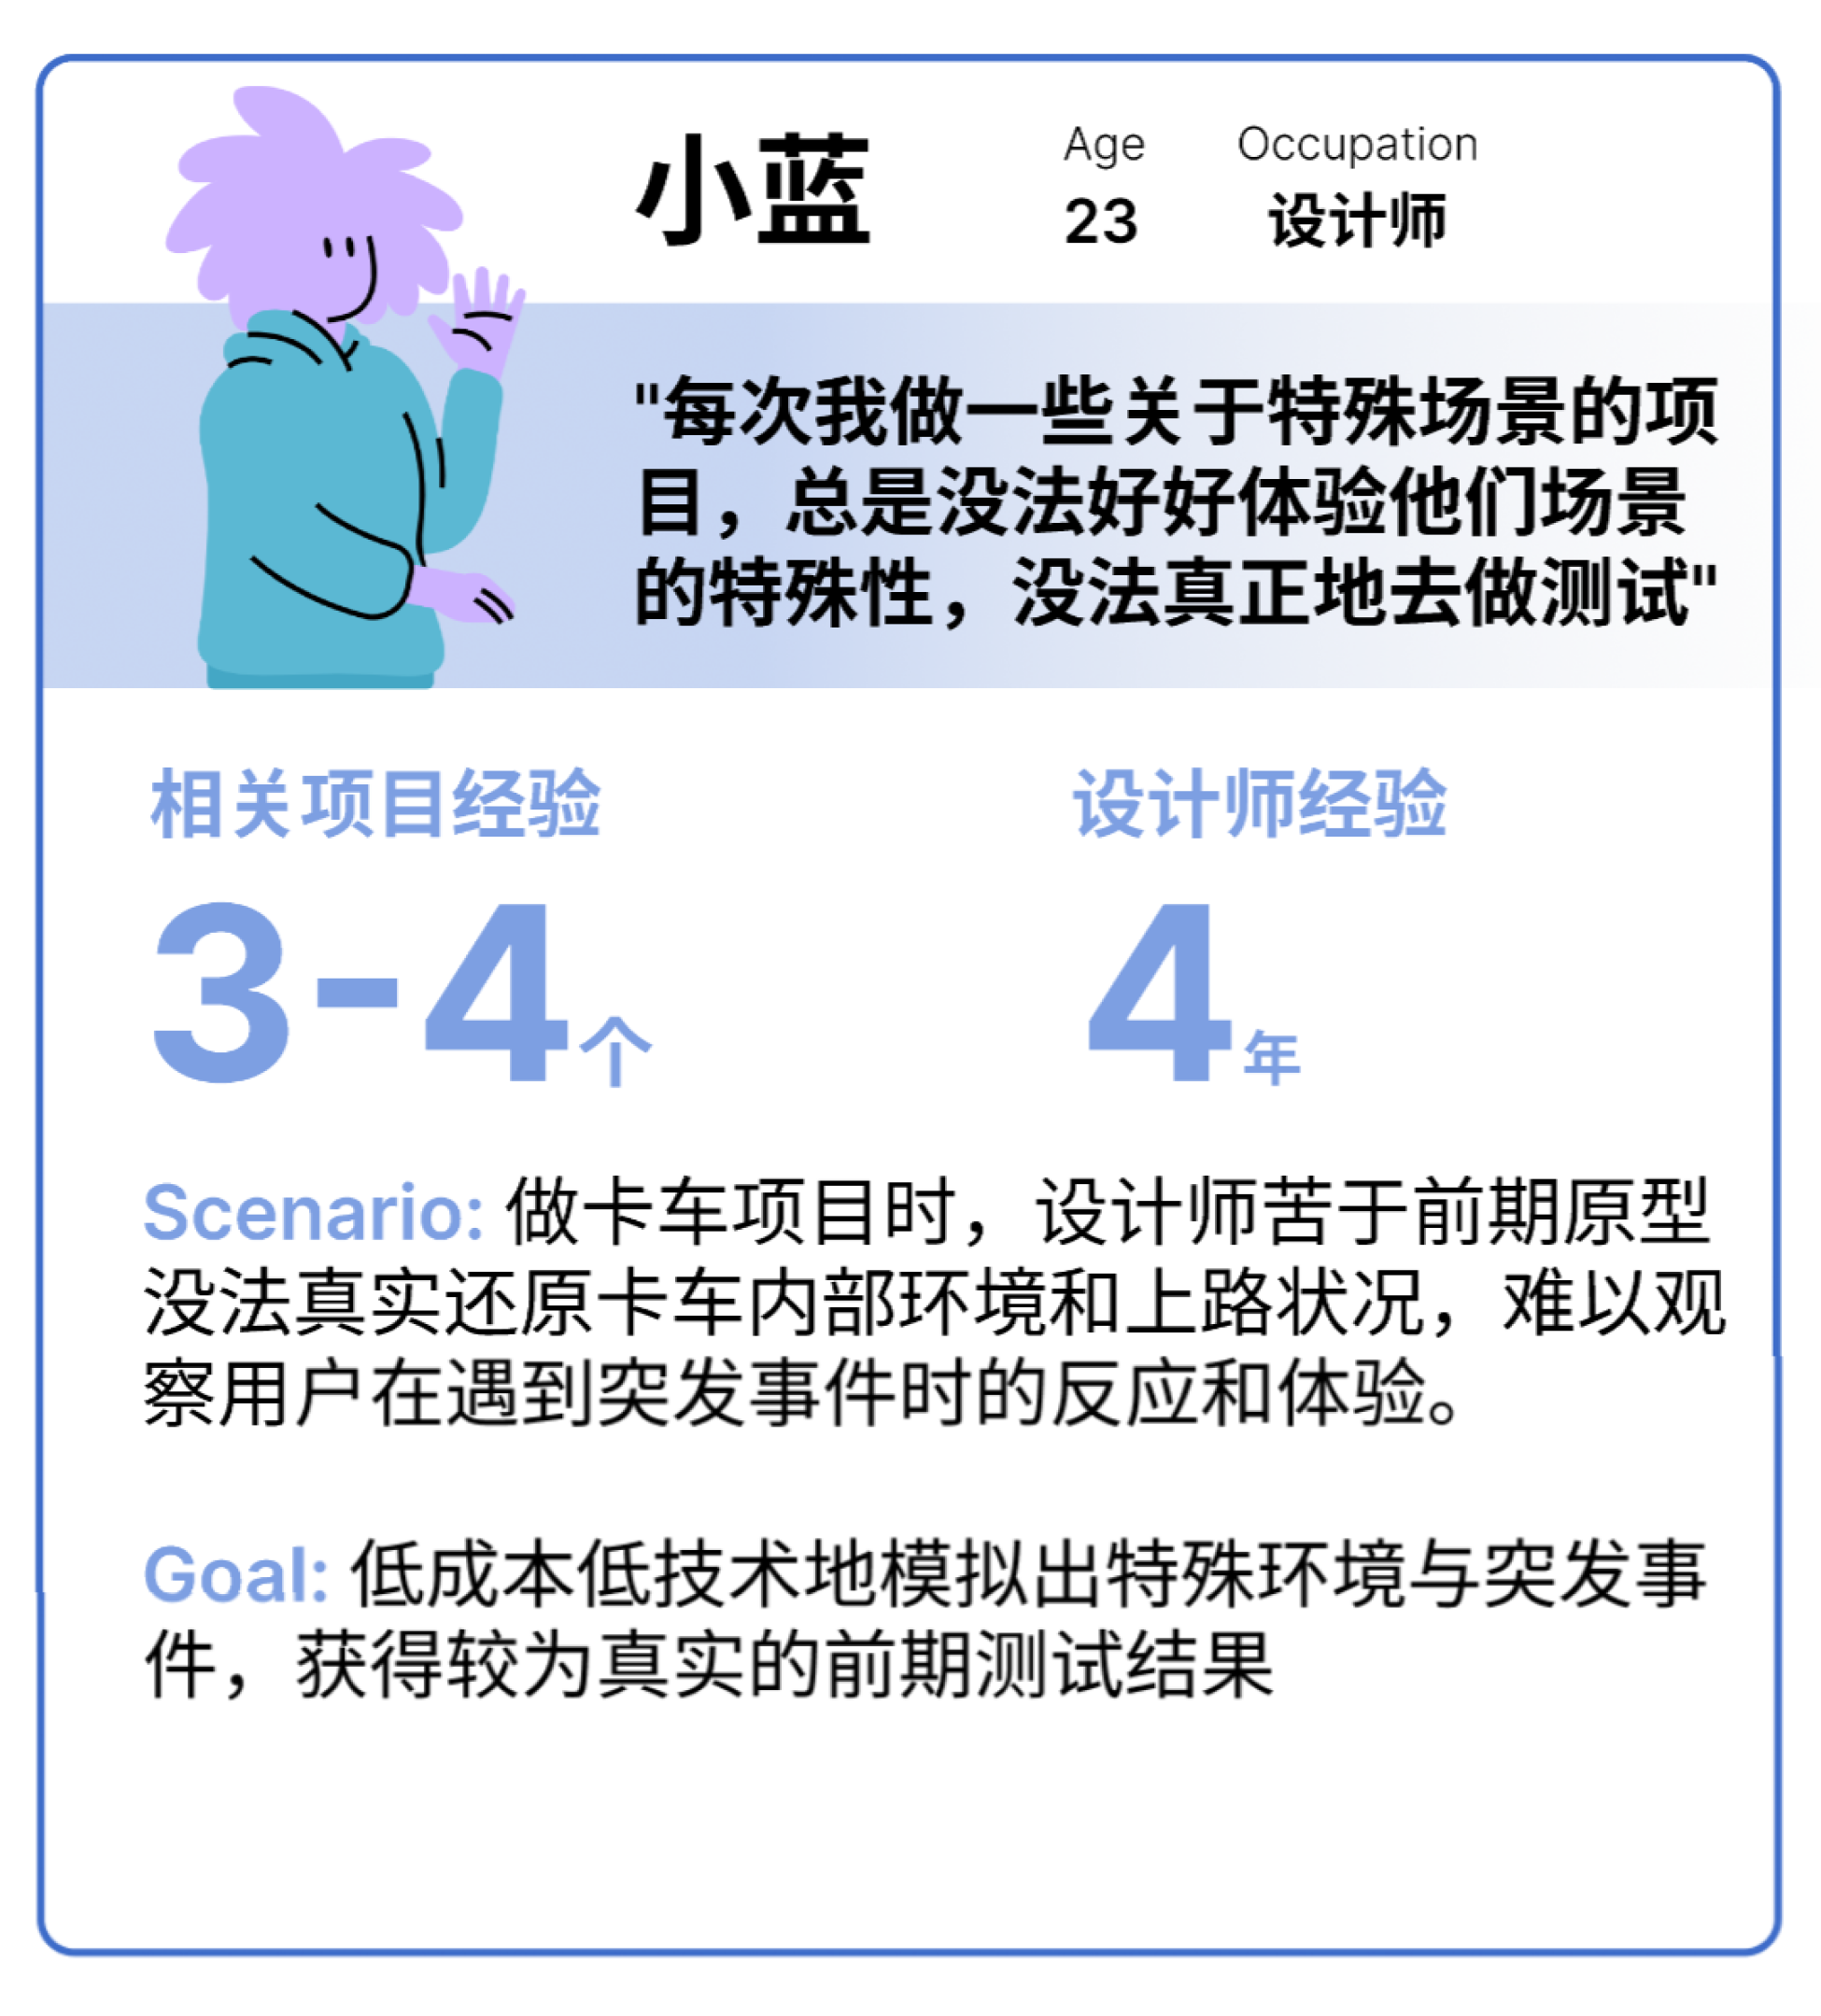 小蓝
Age
23
Occupation
设计师
"每次我做一些关于特殊场景的项
目，总是没法好好体验他们场景
的特殊性，没法真正地去做测试"
相关项目经验
3-4个
设计师经验
4年
Scenario: 做卡车项目时，设计师苦于前期原型
没法真实还原卡车内部环境和上路状况，难以观
察用户在遇到突发事件时的反应和体验。
Goal: 低成本低技术地模拟出特殊环境与突发事
件，获得较为真实的前期测试结果